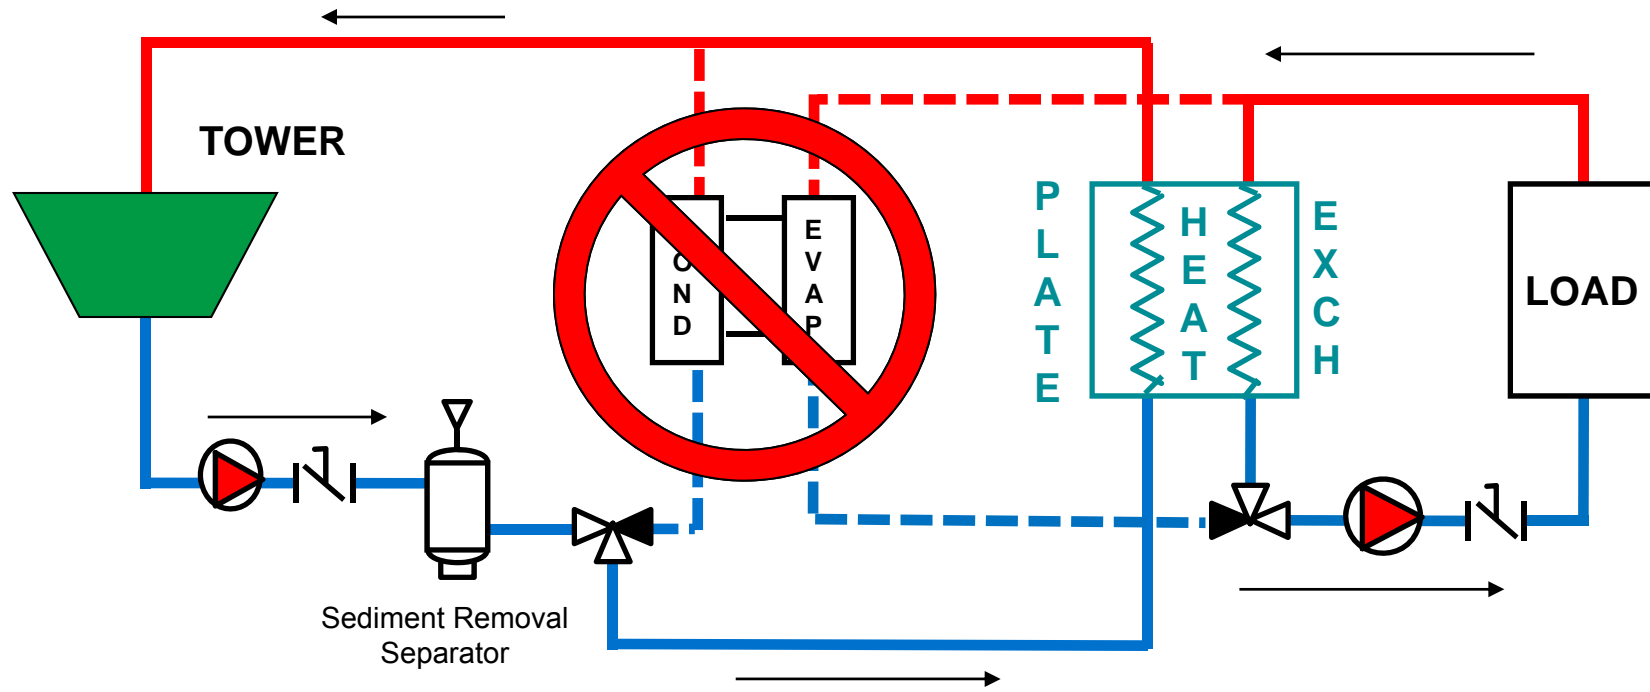 TOWER
OND
EVAP
PLATE
HEAT
EXCH
LOAD
Sediment Removal
Separator